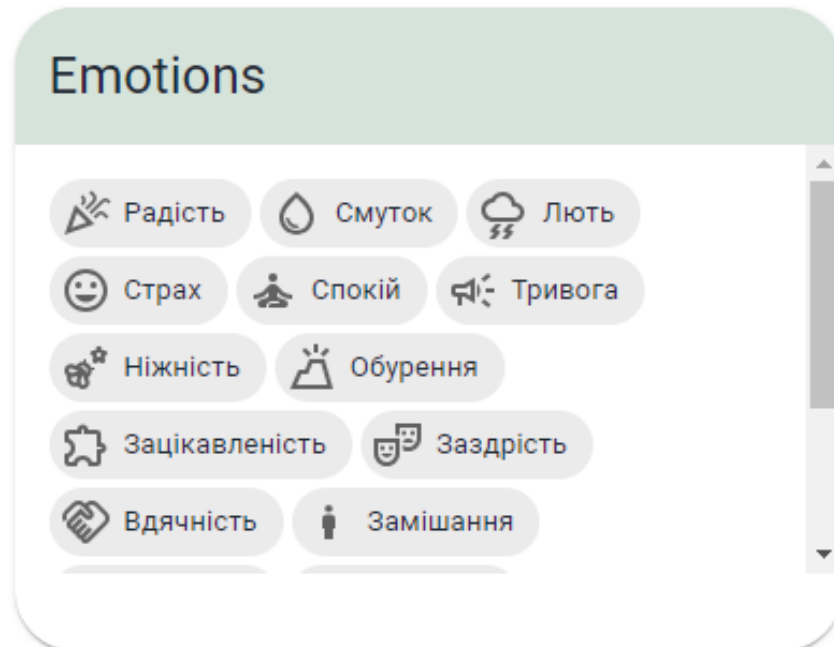 Emotions
Радість Смуток Лють
Страх Спокій Тривога
Ніжність Обурення
Зацікавленість Заздрість
Вдячність Замішання